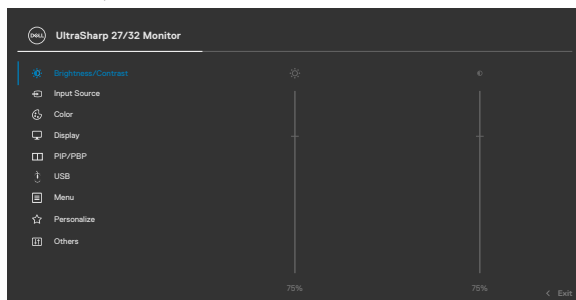 DELL UltraSharp 27/32 Monitor
Brightness/Contrast
Input Source
Color
Display
PIP/PBP
USB
Menu
Personalize
Others
75% 75%
< Exit